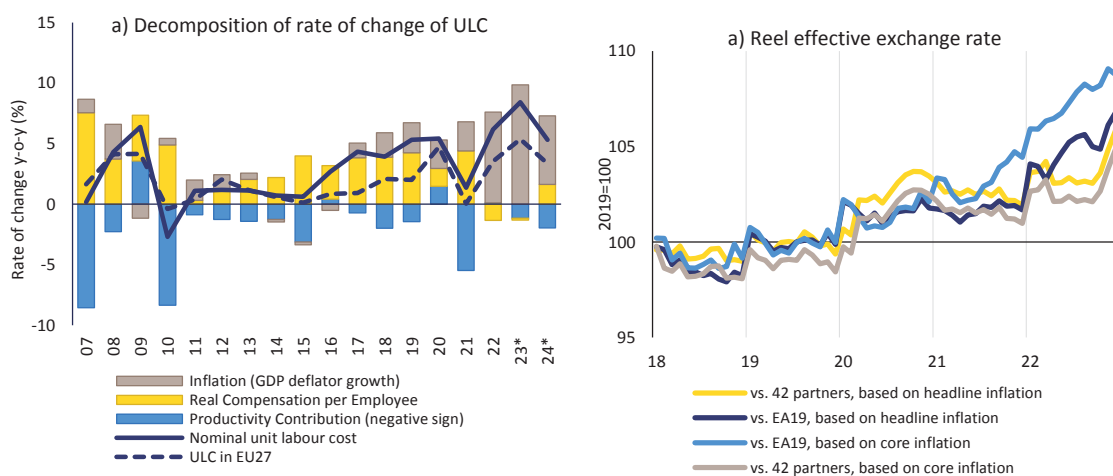 a) Decomposition of rate of change of ULC
Rate of change y-o-y (%)
15
10
5
0
-5
-10
07
08
09
10
11
12
13
14
15
16
17
18
19
20
21
22
23*
24*
Inflation (GDP deflator growth)
Real Compensation per Employee
Productivity Contribution (negative sign)
Nominal unit labour cost
ULC in EU27
a) Reel effective exchange rate
2019=100
110
105
100
95
18
19
20
21
22
vs. 42 partners, based on headline inflation
vs. EA19, based on headline inflation
vs. EA19, based on core inflation
vs. 42 partners, based on core inflation